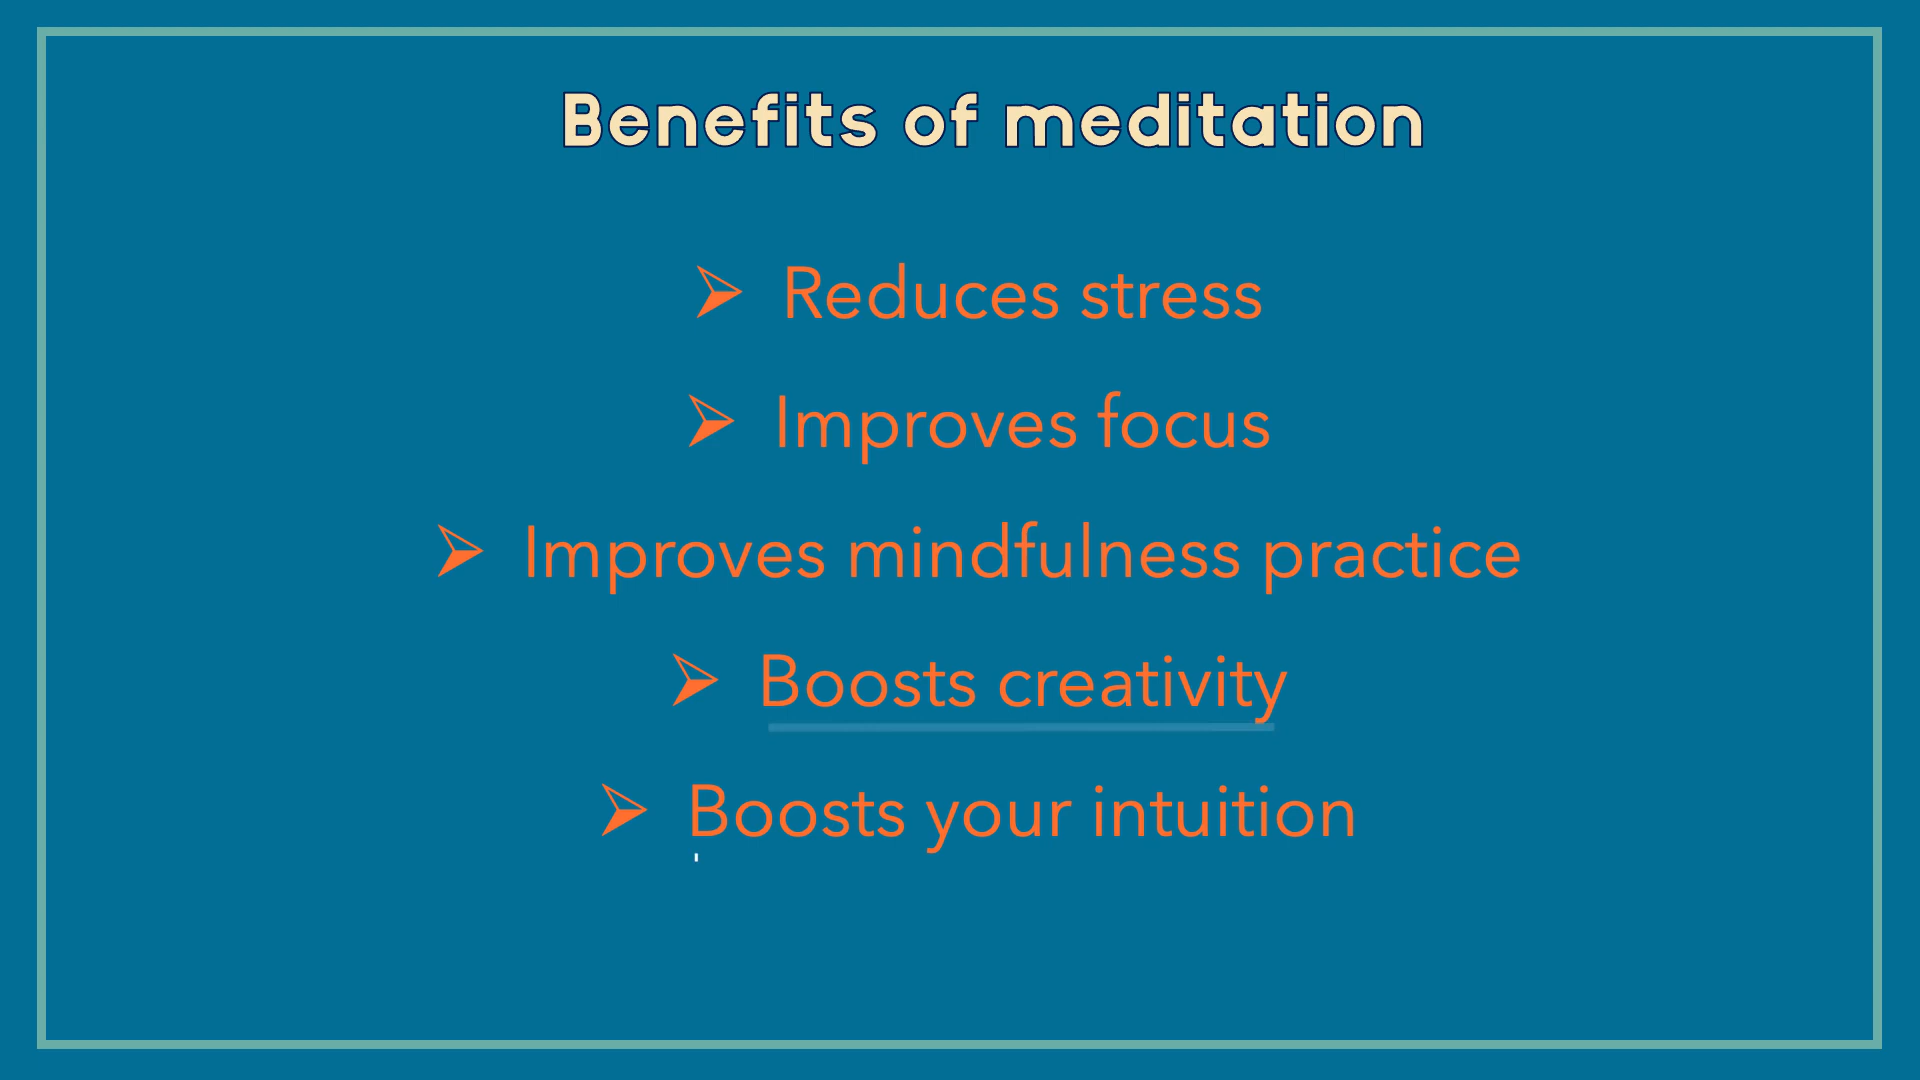 Benefits of meditation
➢ Reduces stress
➢ Improves focus
➢ Improves mindfulness practice
➢ Boosts creativity
➢ Boosts your intuition